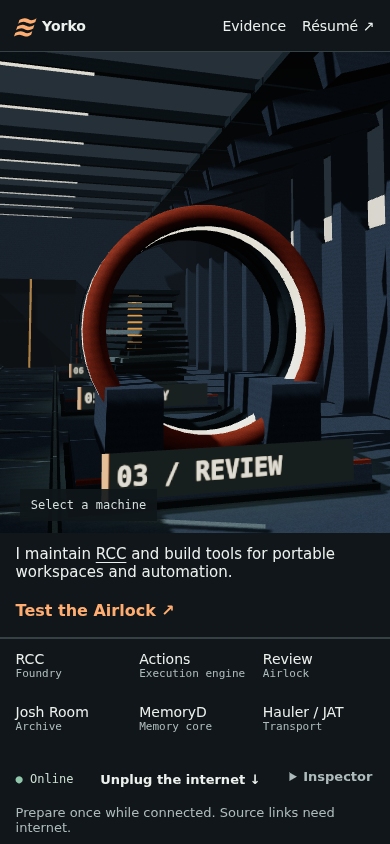 Yorko
Evidence Résumé ↗
06
05 Y
03 / REVIEW
Select a machine
I maintain RCC and build tools for portable
workspaces and automation.
Test the Airlock ↗
RCC Actions Review
Foundry Execution engine Airlock
Josh Room MemoryD Hauler / JAT
Archive Memory core Transport
● Online Unplug the internet ↓ ▶ Inspector
Prepare once while connected. Source links need
internet.